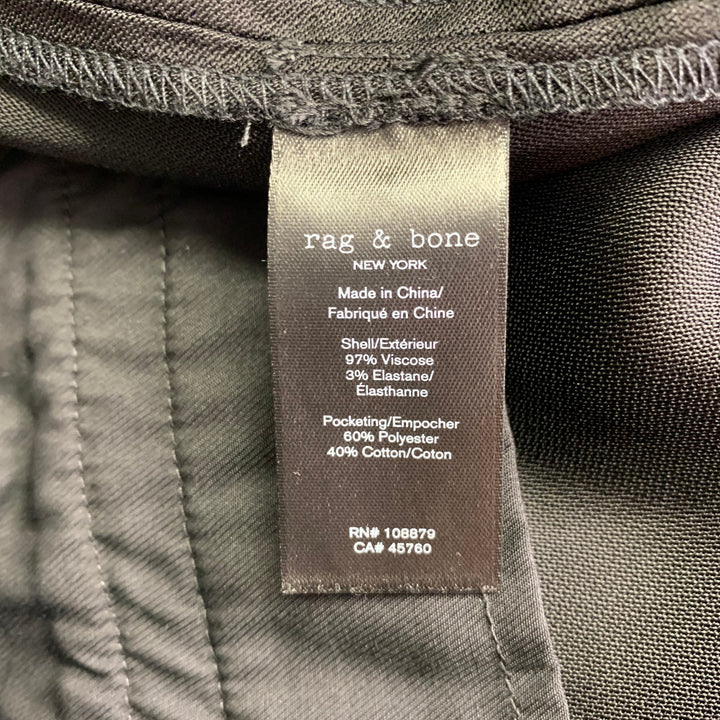 rag & bone
NEW YORK
Made in China/
Fabriqué en Chine
Shell/Extérieur
97% Viscose
3% Elastane/
Élasthanne
Pocketing/Empocher
60% Polyester
40% Cotton/Coton
RN# 108879
CA# 45760